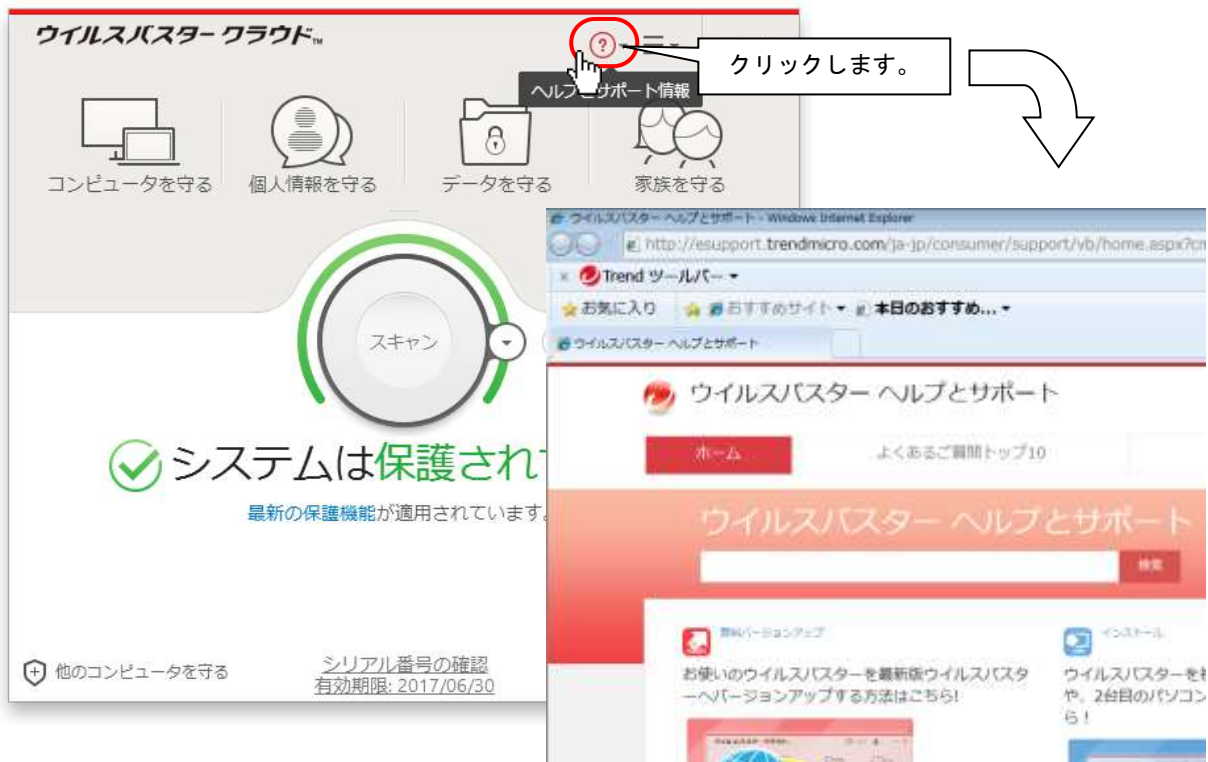 ウイルスバスター クラウド™
?
クリックします。
ヘルプとサポート情報
コンピュータを守る
個人情報を守る
データを守る
家族を守る
スキャン
システムは保護され
最新の保護機能が適用されています。
他のコンピュータを守る
シリアル番号の確認
有効期限: 2017/06/30
ウイルスバスター ヘルプとサポート - Windows Internet Explorer
http://esupport.trendmicro.com/ja-jp/consumer/support/vb/home.aspx?cm
× Trend ツールバー
お気に入り
おすすめサイト
本日のおすすめ...
ウイルスバスター ヘルプとサポート
ウイルスバスター ヘルプとサポート
ホーム
よくあるご質問トップ10
ウイルスバスター ヘルプとサポート
検索
無料バージョンアップ
お使いのウイルスバスターを最新版ウイルスバスタ
ーへバージョンアップする方法はこちら!
インストール
ウイルスバスターを
や、2台目のパソコン
ら!